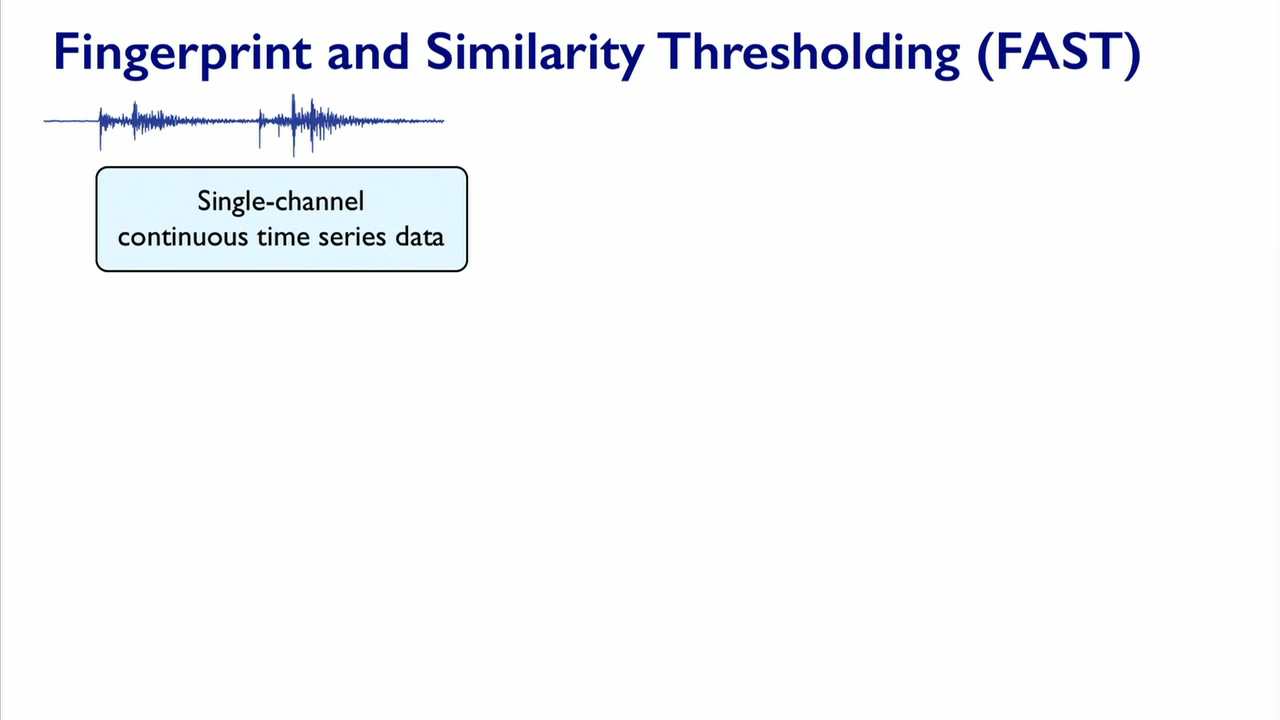 Fingerprint and Similarity Thresholding (FAST)
Single-channel
continuous time series data